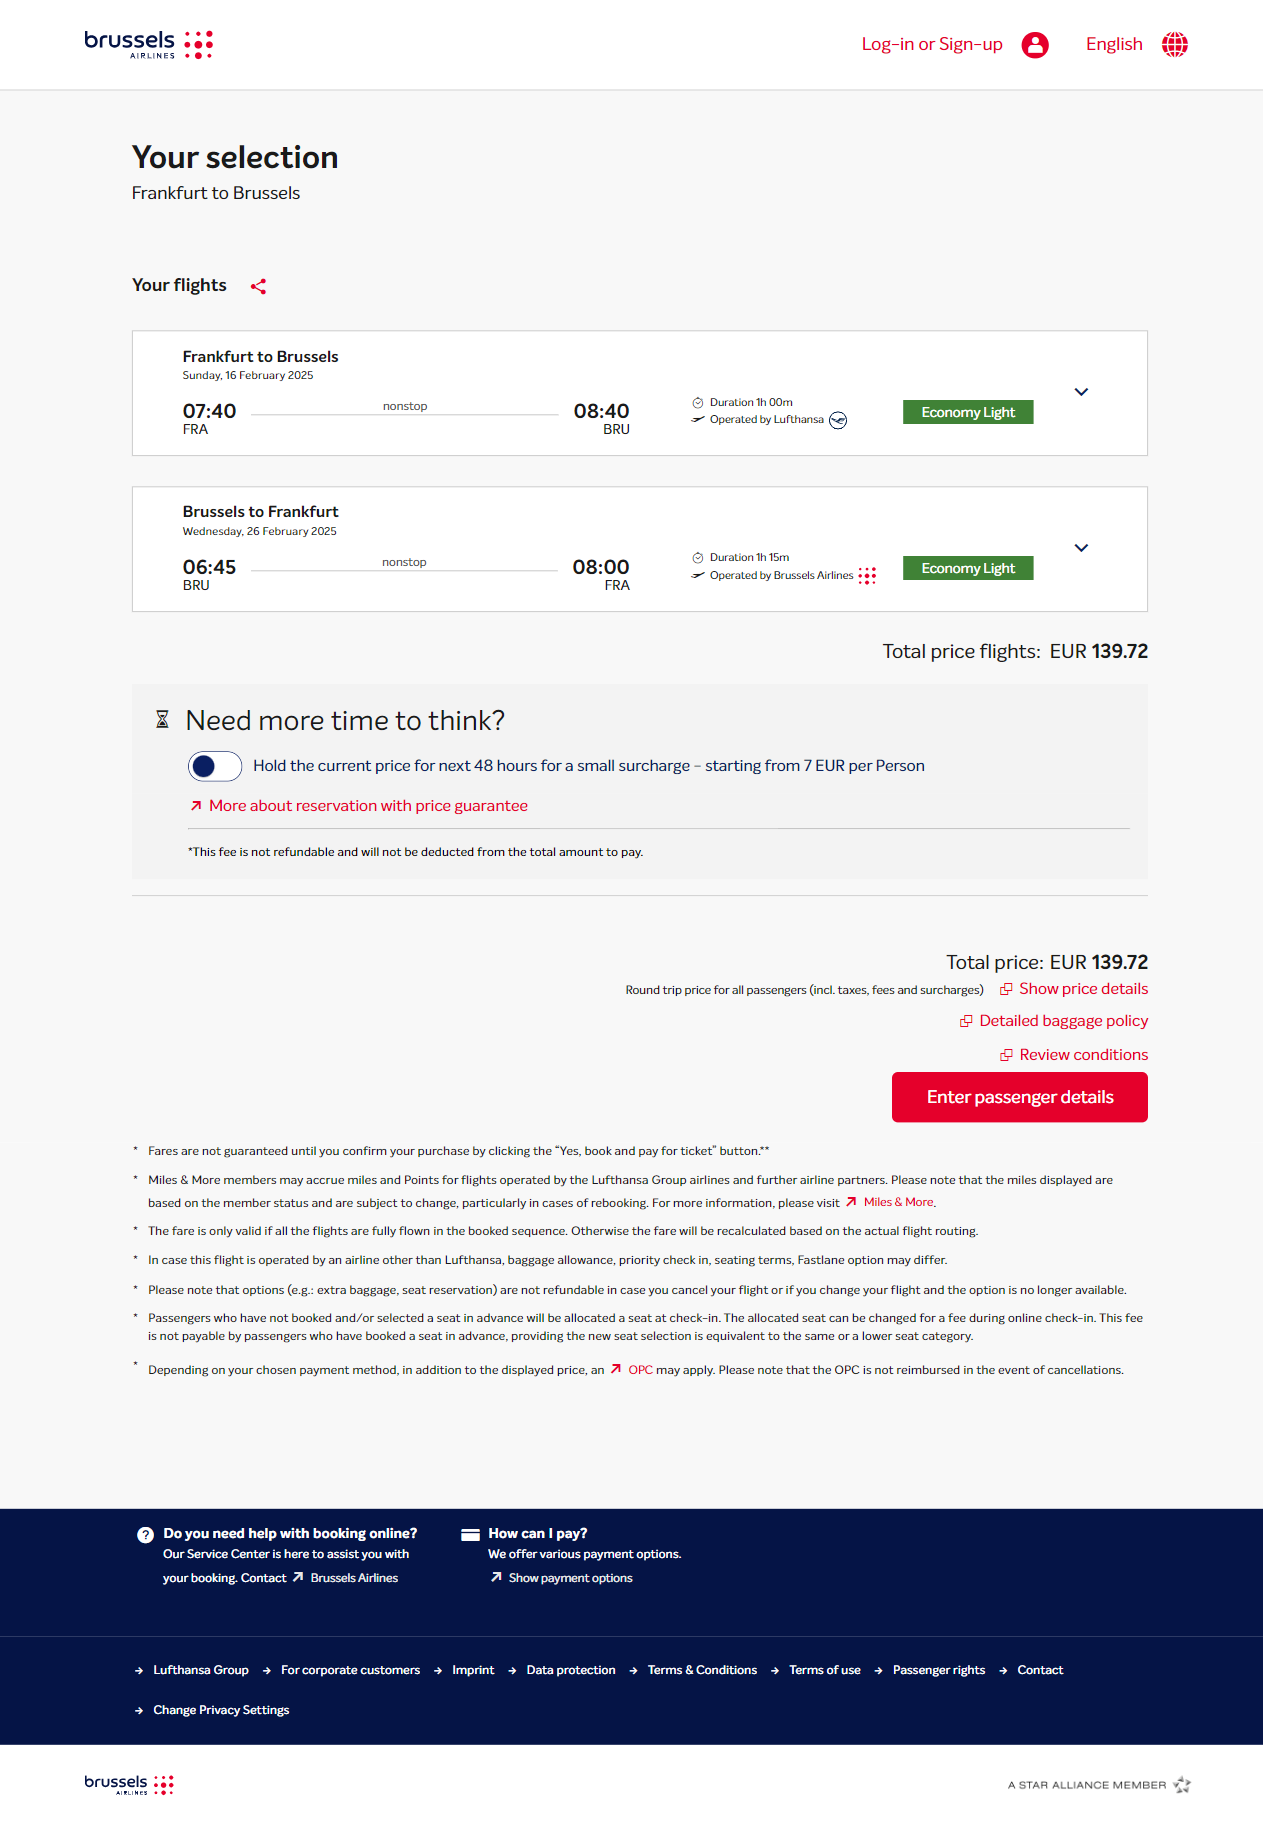 brussels
AIRLINES
Log-in or Sign-up
English
Your selection
Frankfurt to Brussels
Your flights
Frankfurt to Brussels
Sunday, 16 February 2025
07:40
nonstop
08:40
FRA
BRU
Duration 1h 00m
Operated by Lufthansa
Economy Light
Brussels to Frankfurt
Wednesday, 26 February 2025
06:45
nonstop
08:00
BRU
FRA
Duration 1h 15m
Operated by Brussels Airlines
Economy Light
Total price flights: EUR 139.72
Need more time to think?
Hold the current price for next 48 hours for a small surcharge – starting from 7 EUR per Person
More about reservation with price guarantee
*This fee is not refundable and will not be deducted from the total amount to pay.
Total price: EUR 139.72
Round trip price for all passengers (incl. taxes, fees and surcharges) Show price details
Detailed baggage policy
Review conditions
Enter passenger details
* Fares are not guaranteed until you confirm your purchase by clicking the “Yes, book and pay for ticket” button.**
* Miles & More members may accrue miles and Points for flights operated by the Lufthansa Group airlines and further airline partners. Please note that the miles displayed are
based on the member status and are subject to change, particularly in cases of rebooking. For more information, please visit Miles & More.
* The fare is only valid if all the flights are fully flown in the booked sequence. Otherwise the fare will be recalculated based on the actual flight routing.
* In case this flight is operated by an airline other than Lufthansa, baggage allowance, priority check in, seating terms, Fastlane option may differ.
* Please note that options (e.g.: extra baggage, seat reservation) are not refundable in case you cancel your flight or if you change your flight and the option is no longer available.
* Passengers who have not booked and/or selected a seat in advance will be allocated a seat at check-in. The allocated seat can be changed for a fee during online check-in. This fee
is not payable by passengers who have booked a seat in advance, providing the new seat selection is equivalent to the same or a lower seat category.
* Depending on your chosen payment method, in addition to the displayed price, an OPC may apply. Please note that the OPC is not reimbursed in the event of cancellations.
Do you need help with booking online?
Our Service Center is here to assist you with
your booking. Contact Brussels Airlines
How can I pay?
We offer various payment options.
Show payment options
Lufthansa Group For corporate customers Imprint Data protection Terms & Conditions Terms of use Passenger rights Contact
Change Privacy Settings
brussels
AIRLINES
A STAR ALLIANCE MEMBER